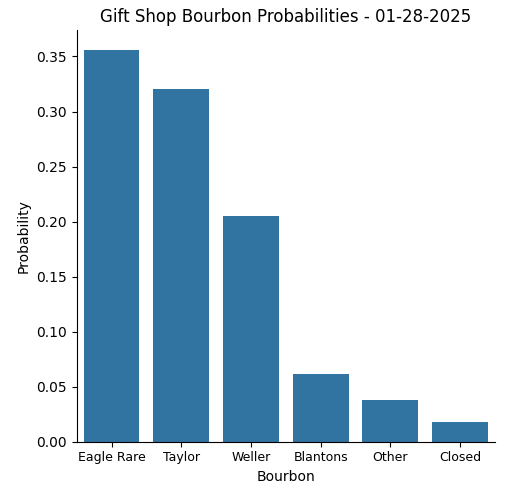 Gift Shop Bourbon Probabilities - 01-28-2025
0.35
0.30
0.25
0.20
0.15
0.10
0.05
0.00
Probability
Eagle Rare Taylor Weller Blantons Other Closed
Bourbon